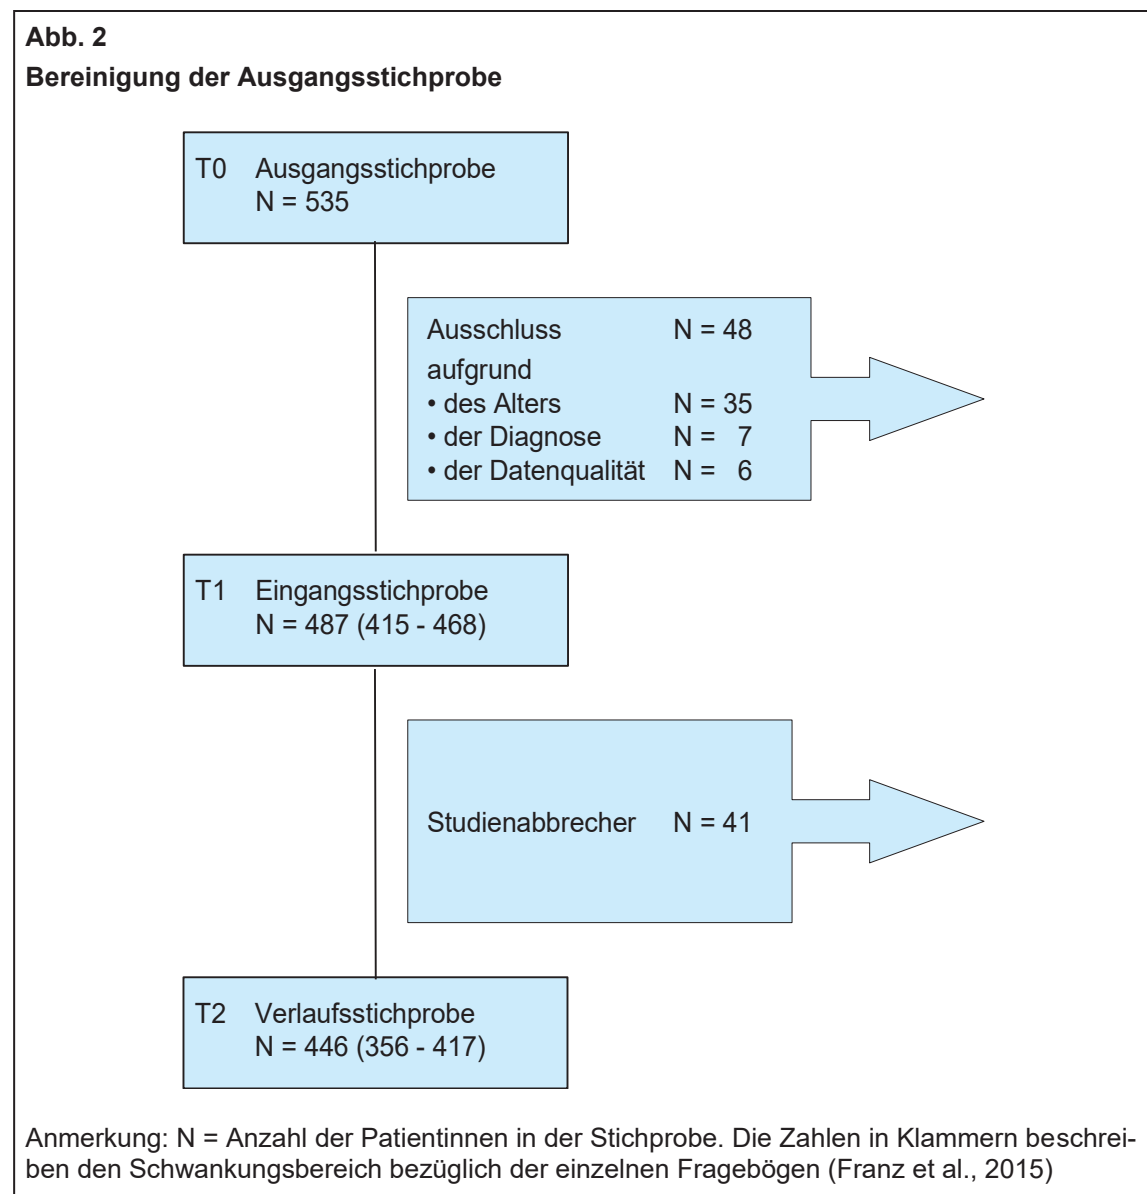 Abb. 2
Bereinigung der Ausgangsstichprobe
T0 Ausgangsstichprobe
N = 535
Ausschluss N = 48
aufgrund
• des Alters N = 35
• der Diagnose N = 7
• der Datenqualität N = 6
T1 Eingangsstichprobe
N = 487 (415 - 468)
Studienabbrecher N = 41
T2 Verlaufsstichprobe
N = 446 (356 - 417)
Anmerkung: N = Anzahl der Patientinnen in der Stichprobe. Die Zahlen in Klammern beschrei-
ben den Schwankungsbereich bezüglich der einzelnen Fragebögen (Franz et al., 2015)